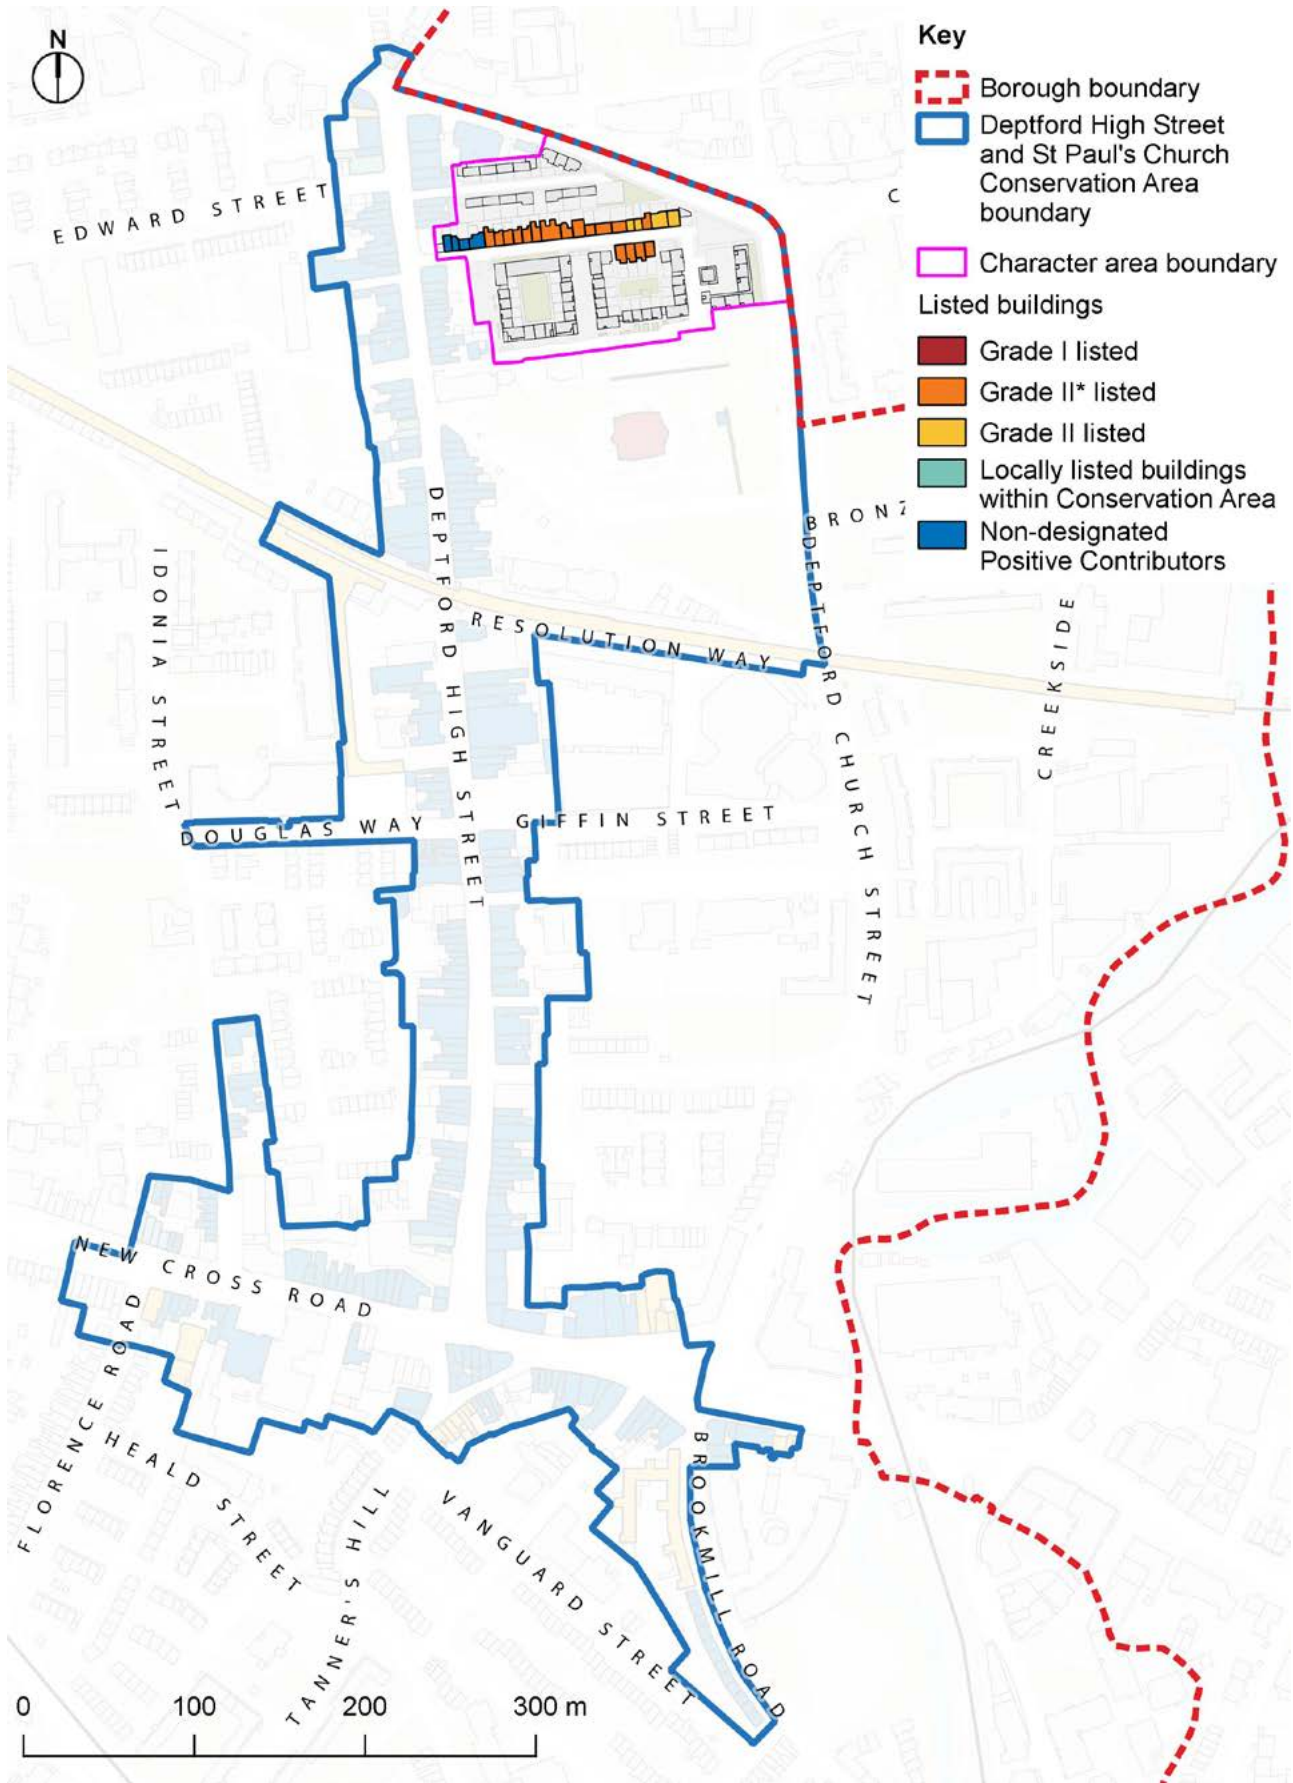 N
Key
Borough boundary
Deptford High Street
and St Paul's Church
Conservation Area
boundary
Character area boundary
Listed buildings
Grade I listed
Grade II* listed
Grade II listed
Locally listed buildings
within Conservation Area
Non-designated
Positive Contributors
EDWARD STREET
C
BRONZ
DEPTFORD HIGH STREET
IDONIA STREET
RESOLUTION WAY
DEPTFORD CHURCH STREET
CREEKSIDE
DOUGLAS WAY
GIFFIN STREET
NEW CROSS ROAD
FLORENCE ROAD
HEALD STREET
TANNER'S HILL
VANGUARD STREET
BROOKMILL ROAD
0 100 200 300 m